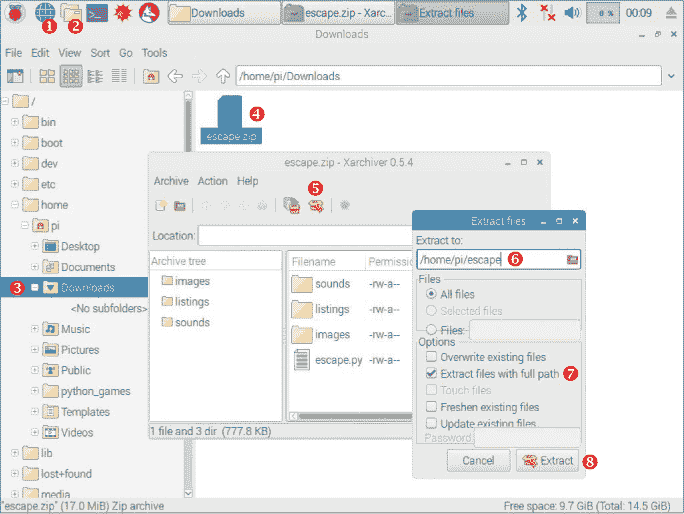 1
2
Downloads
escape.zip - Xarc...
Extract files
0 %
00:09
Downloads
File Edit View Sort Go Tools
/home/pi/Downloads
/
bin
boot
dev
etc
home
pi
Desktop
Documents
3
Downloads
<No subfolders>
Music
Pictures
Public
python_games
Templates
Videos
lib
lost+found
media
4
escape.zip
escape.zip - Xarchiver 0.5.4
Archive Action Help
5
Location:
Archive tree
images
listings
sounds
Filename Permissio
sounds -rw-a--
listings -rw-a--
images -rw-a--
escape.py -rw-a--
1 file and 3 dir (777.8 KB)
Extract files
Extract to:
/home/pi/escape 6
Files
All files
Selected files
Files:
Options
Overwrite existing files
Extract files with full path 7
Touch files
Freshen existing files
Update existing files
Password:
Cancel Extract 8
"escape.zip" (17.0 MiB) Zip archive
Free space: 9.7 GiB (Total: 14.5 GiB)